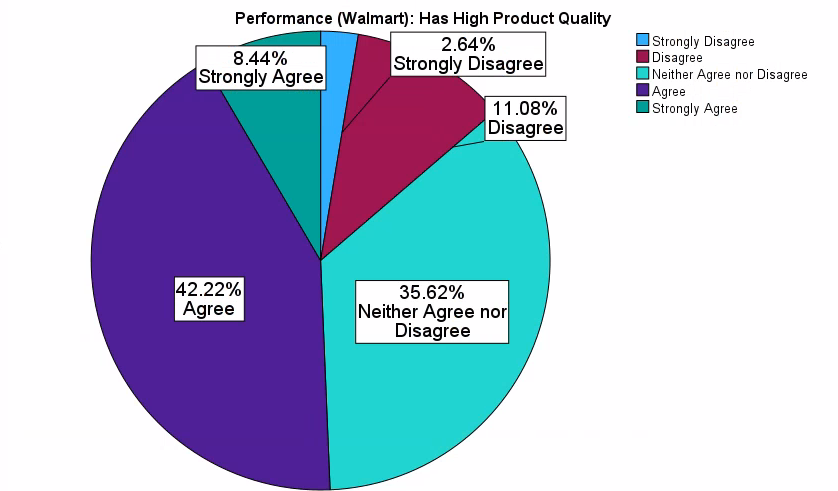 Performance (Walmart): Has High Product Quality
8.44%
Strongly Agree
2.64%
Strongly Disagree
11.08%
Disagree
42.22%
Agree
35.62%
Neither Agree nor
Disagree
Strongly Disagree
Disagree
Neither Agree nor Disagree
Agree
Strongly Agree